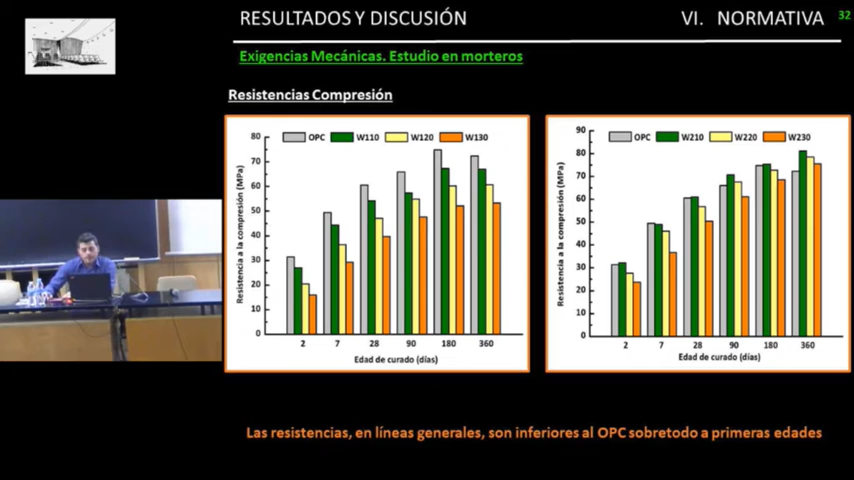 RESULTADOS Y DISCUSIÓN
VI. NORMATIVA
32
Exigencias Mecánicas. Estudio en morteros
Resistencias Compresión
OPC W110 W120 W130
80
70
60
50
40
30
20
10
0
Resistencia a la compresión (MPa)
2 7 28 90 180 360
Edad de curado (días)
OPC W210 W220 W230
90
80
70
60
50
40
30
20
10
0
Resistencia a la compresión (MPa)
2 7 28 90 180 360
Edad de curado (días)
Las resistencias, en líneas generales, son inferiores al OPC sobretodo a primeras edades